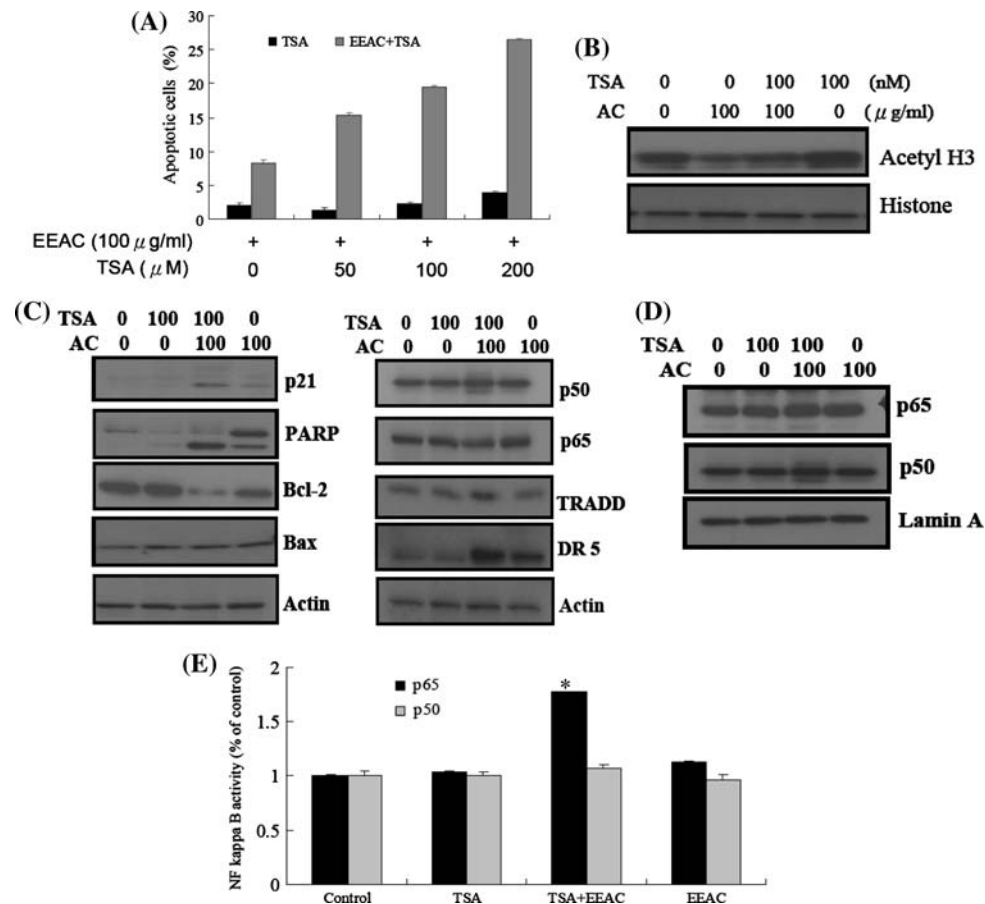 (A)
30
25
20
15
10
5
0
Apoptotic cells (%)
TSA EEAC+TSA
EEAC (100 μg/ml) + + + +
TSA (μM) 0 50 100 200
(B)
TSA 0 0 100 100 (nM)
AC 0 100 100 0 (μg/ml)
Acetyl H3
Histone
(C)
TSA 0 100 100 0
AC 0 0 100 100
p21
PARP
Bcl-2
Bax
Actin
TSA 0 100 100 0
AC 0 0 100 100
p50
p65
TRADD
DR 5
Actin
(D)
TSA 0 100 100 0
AC 0 0 100 100
p65
p50
Lamin A
(E)
2
1.5
1
0.5
0
NF kappa B activity (% of control)
p65
p50
*
Control TSA TSA+EEAC EEAC